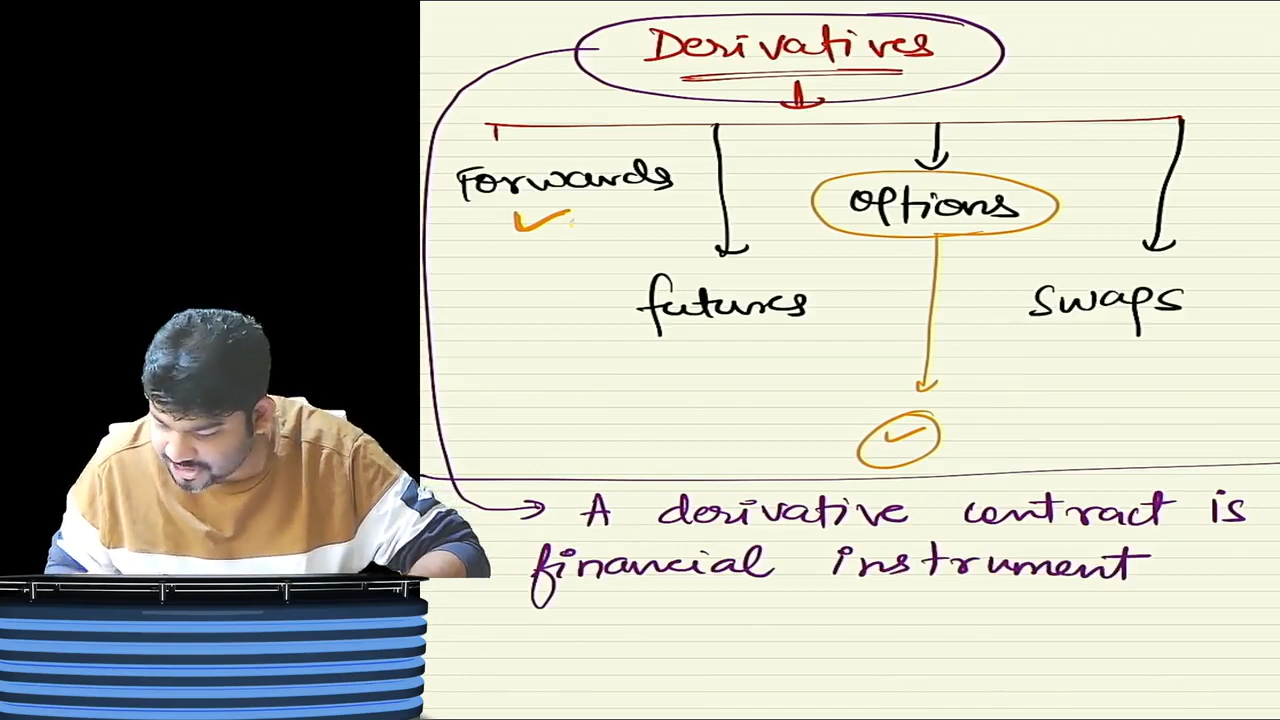 Derivatives
Forwards
options
futures
swaps
A derivative contract is
financial instrument